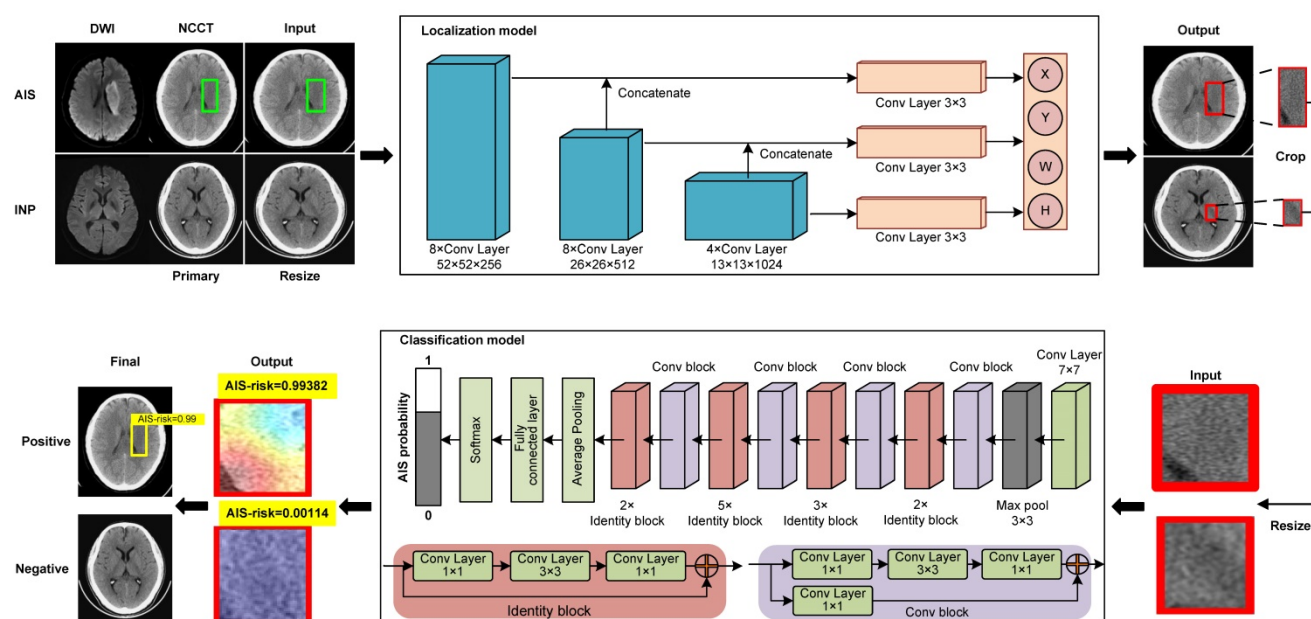 DWI
NCCT
Input
AIS
INP
Primary
Resize
Localization model
Concatenate
Concatenate
8×Conv Layer
52×52×256
8×Conv Layer
26×26×512
4×Conv Layer
13×13×1024
Conv Layer 3×3
Conv Layer 3×3
Conv Layer 3×3
X
Y
W
H
Output
Crop
Final
Output
AIS-risk=0.99382
AIS-risk=0.99
Positive
AIS-risk=0.00114
Negative
Classification model
1
AIS probability
0
Softmax
Fully
connected layer
Average Pooling
Conv block
Conv block
Conv block
Conv block
Conv Layer
7×7
2×
Identity block
5×
Identity block
3×
Identity block
2×
Identity block
Max pool
3×3
Conv Layer
1×1
Conv Layer
3×3
Conv Layer
1×1
Identity block
Conv Layer
1×1
Conv Layer
3×3
Conv Layer
1×1
Conv Layer
1×1
Conv block
Input
Resize